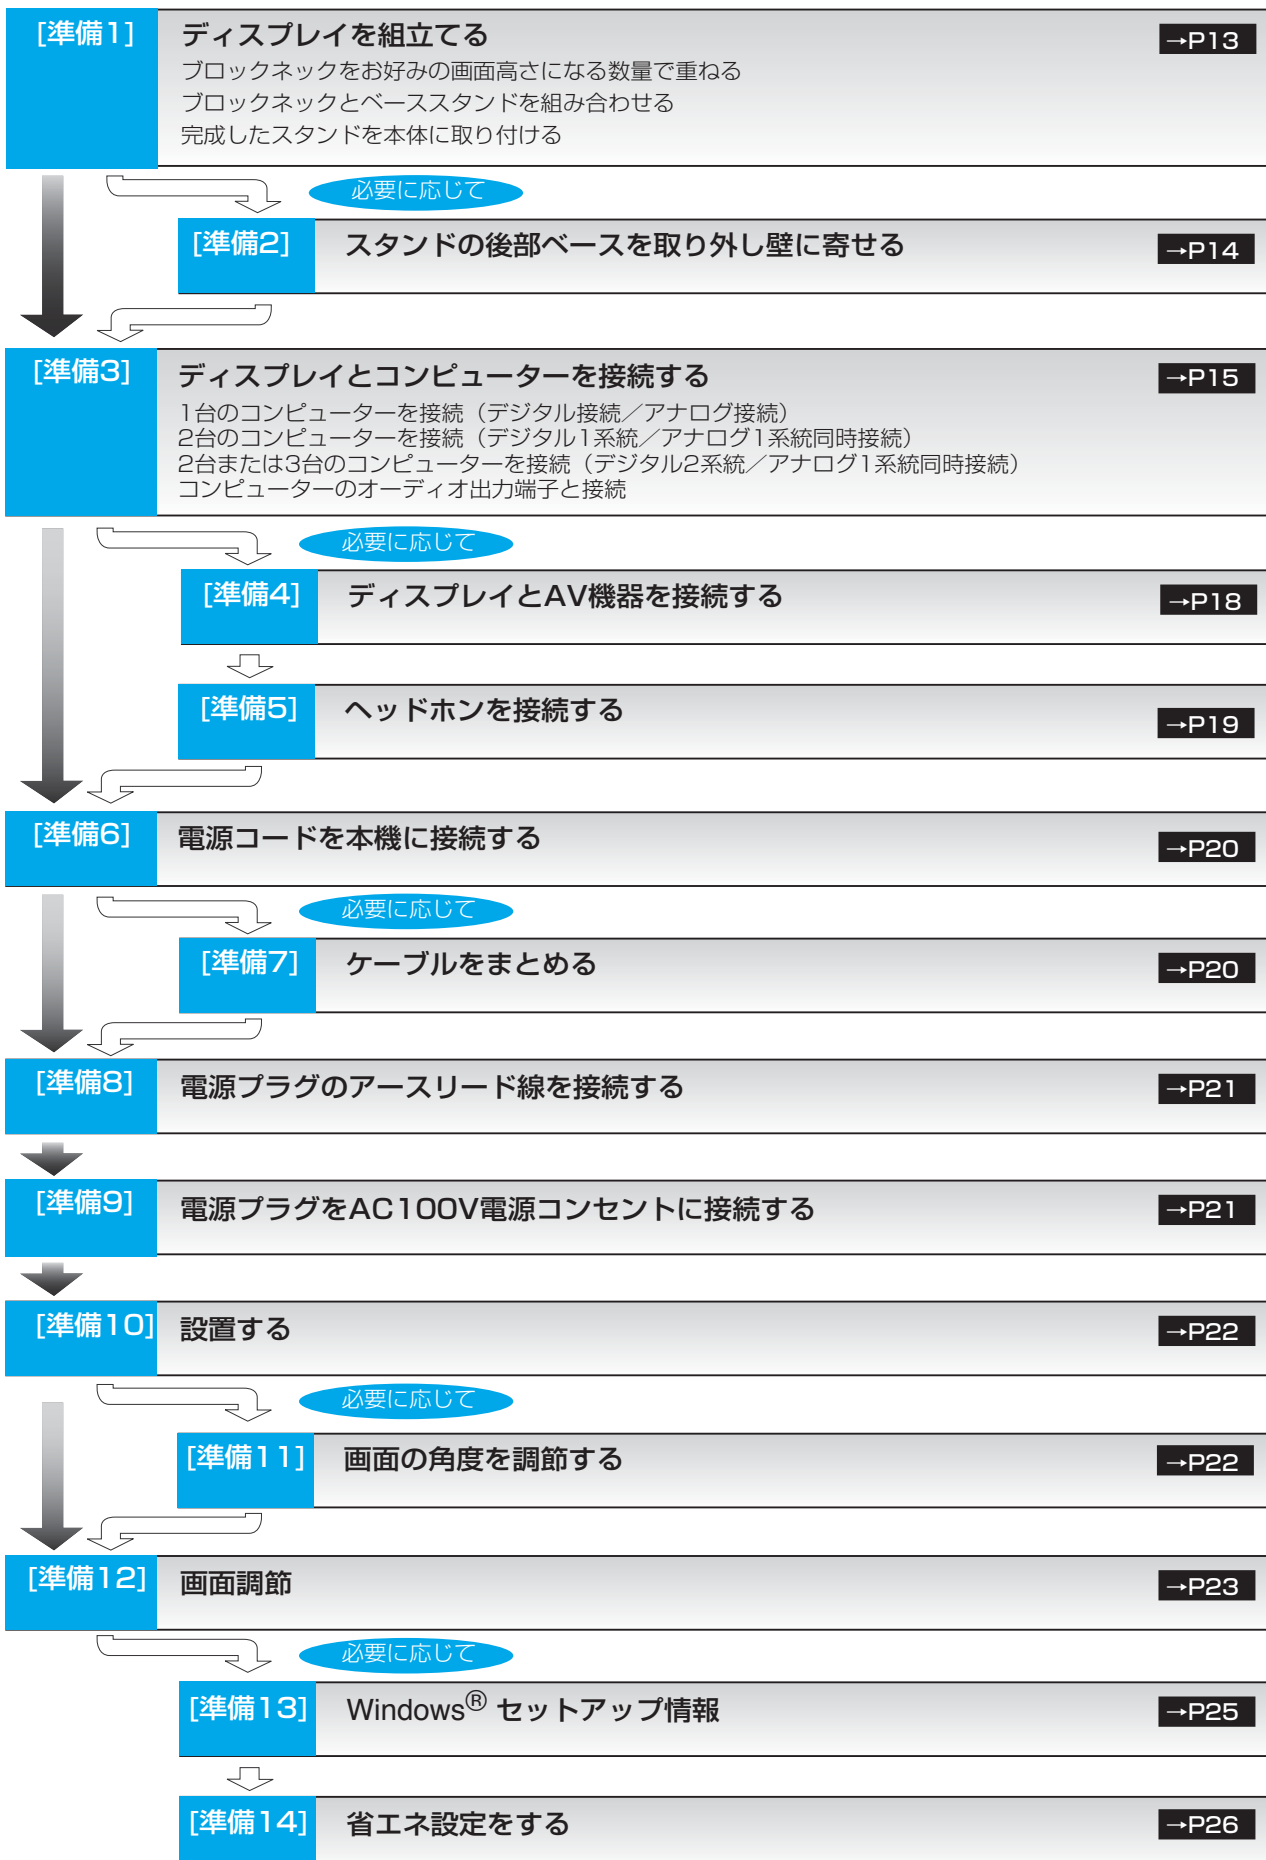 [準備1] ディスプレイを組立てる →P13
ブロックネックをお好みの画面高さになる数量で重ねる
ブロックネックとベーススタンドを組み合わせる
完成したスタンドを本体に取り付ける
必要に応じて
[準備2] スタンドの後部ベースを取り外し壁に寄せる →P14
[準備3] ディスプレイとコンピューターを接続する →P15
1台のコンピューターを接続（デジタル接続／アナログ接続）
2台のコンピューターを接続（デジタル1系統／アナログ1系統同時接続）
2台または3台のコンピューターを接続（デジタル2系統／アナログ1系統同時接続）
コンピューターのオーディオ出力端子と接続
必要に応じて
[準備4] ディスプレイとAV機器を接続する →P18
[準備5] ヘッドホンを接続する →P19
[準備6] 電源コードを本機に接続する →P20
必要に応じて
[準備7] ケーブルをまとめる →P20
[準備8] 電源プラグのアースリード線を接続する →P21
[準備9] 電源プラグをAC100V電源コンセントに接続する →P21
[準備10] 設置する →P22
必要に応じて
[準備11] 画面の角度を調節する →P22
[準備12] 画面調節 →P23
必要に応じて
[準備13] Windows® セットアップ情報 →P25
[準備14] 省エネ設定をする →P26